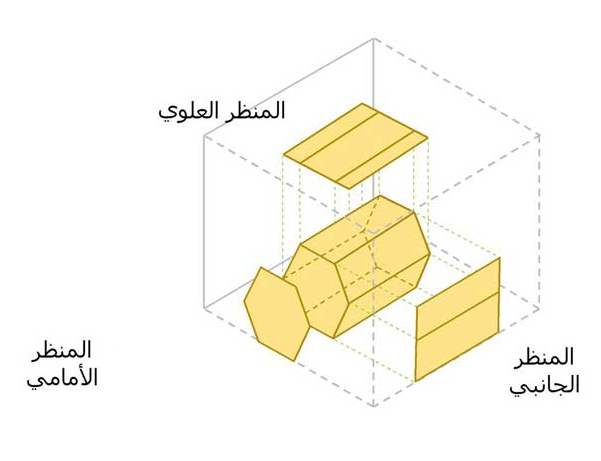 المنظر العلوي
المنظر
الأمامي
المنظر
الجانبي